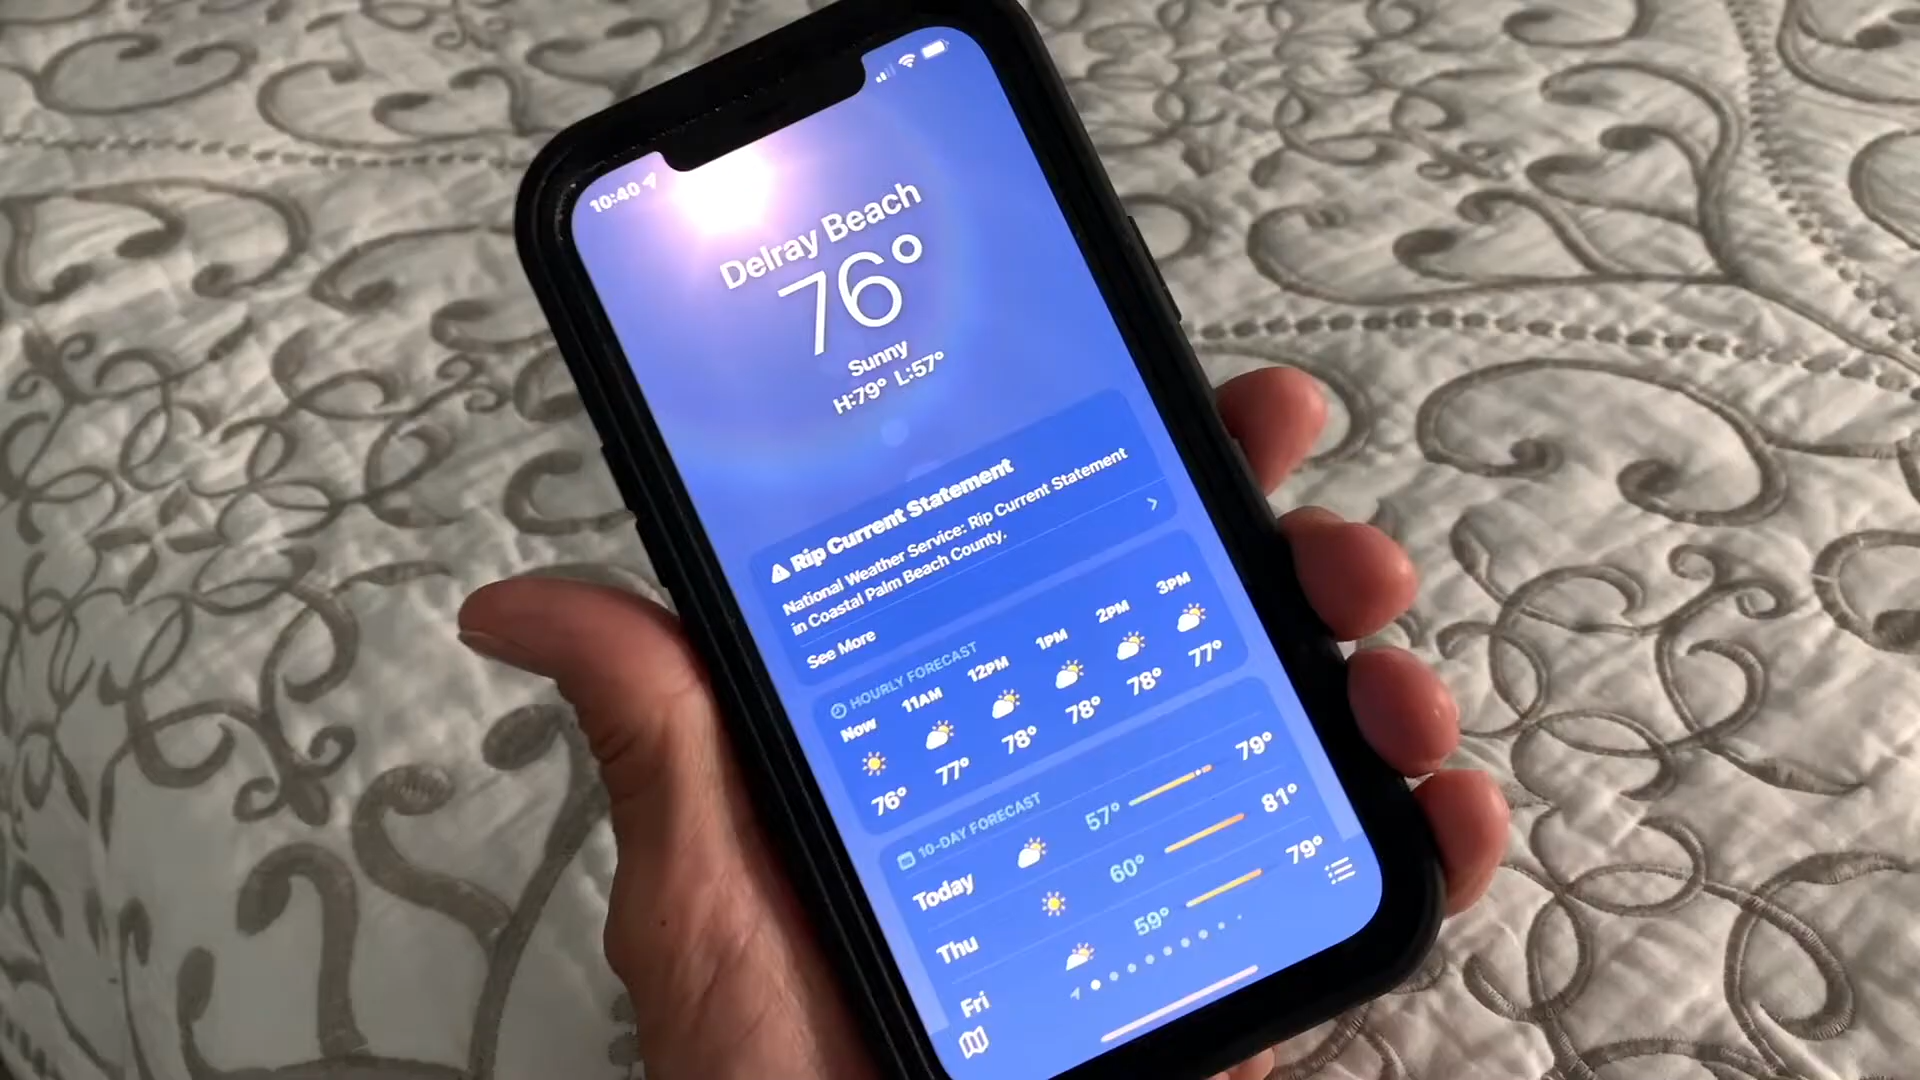 10:40
Delray Beach
76°
Sunny
H:79° L:57°
Rip Current Statement
National Weather Service: Rip Current Statement
in Coastal Palm Beach County.
See More
HOURLY FORECAST
Now 11AM 12PM 1PM 2PM 3PM
76° 77° 78° 78° 78° 77°
10-DAY FORECAST
Today 57° 79°
Thu 60° 81°
Fri 59° 79°